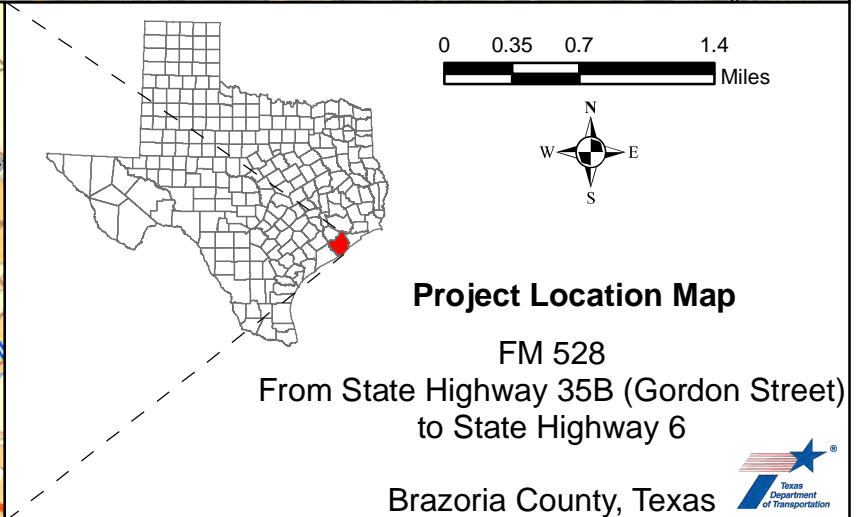 0 0.35 0.7 1.4
Miles
N
W E
S
Project Location Map
FM 528
From State Highway 35B (Gordon Street)
to State Highway 6
Brazoria County, Texas
®
Texas
Department
of Transportation